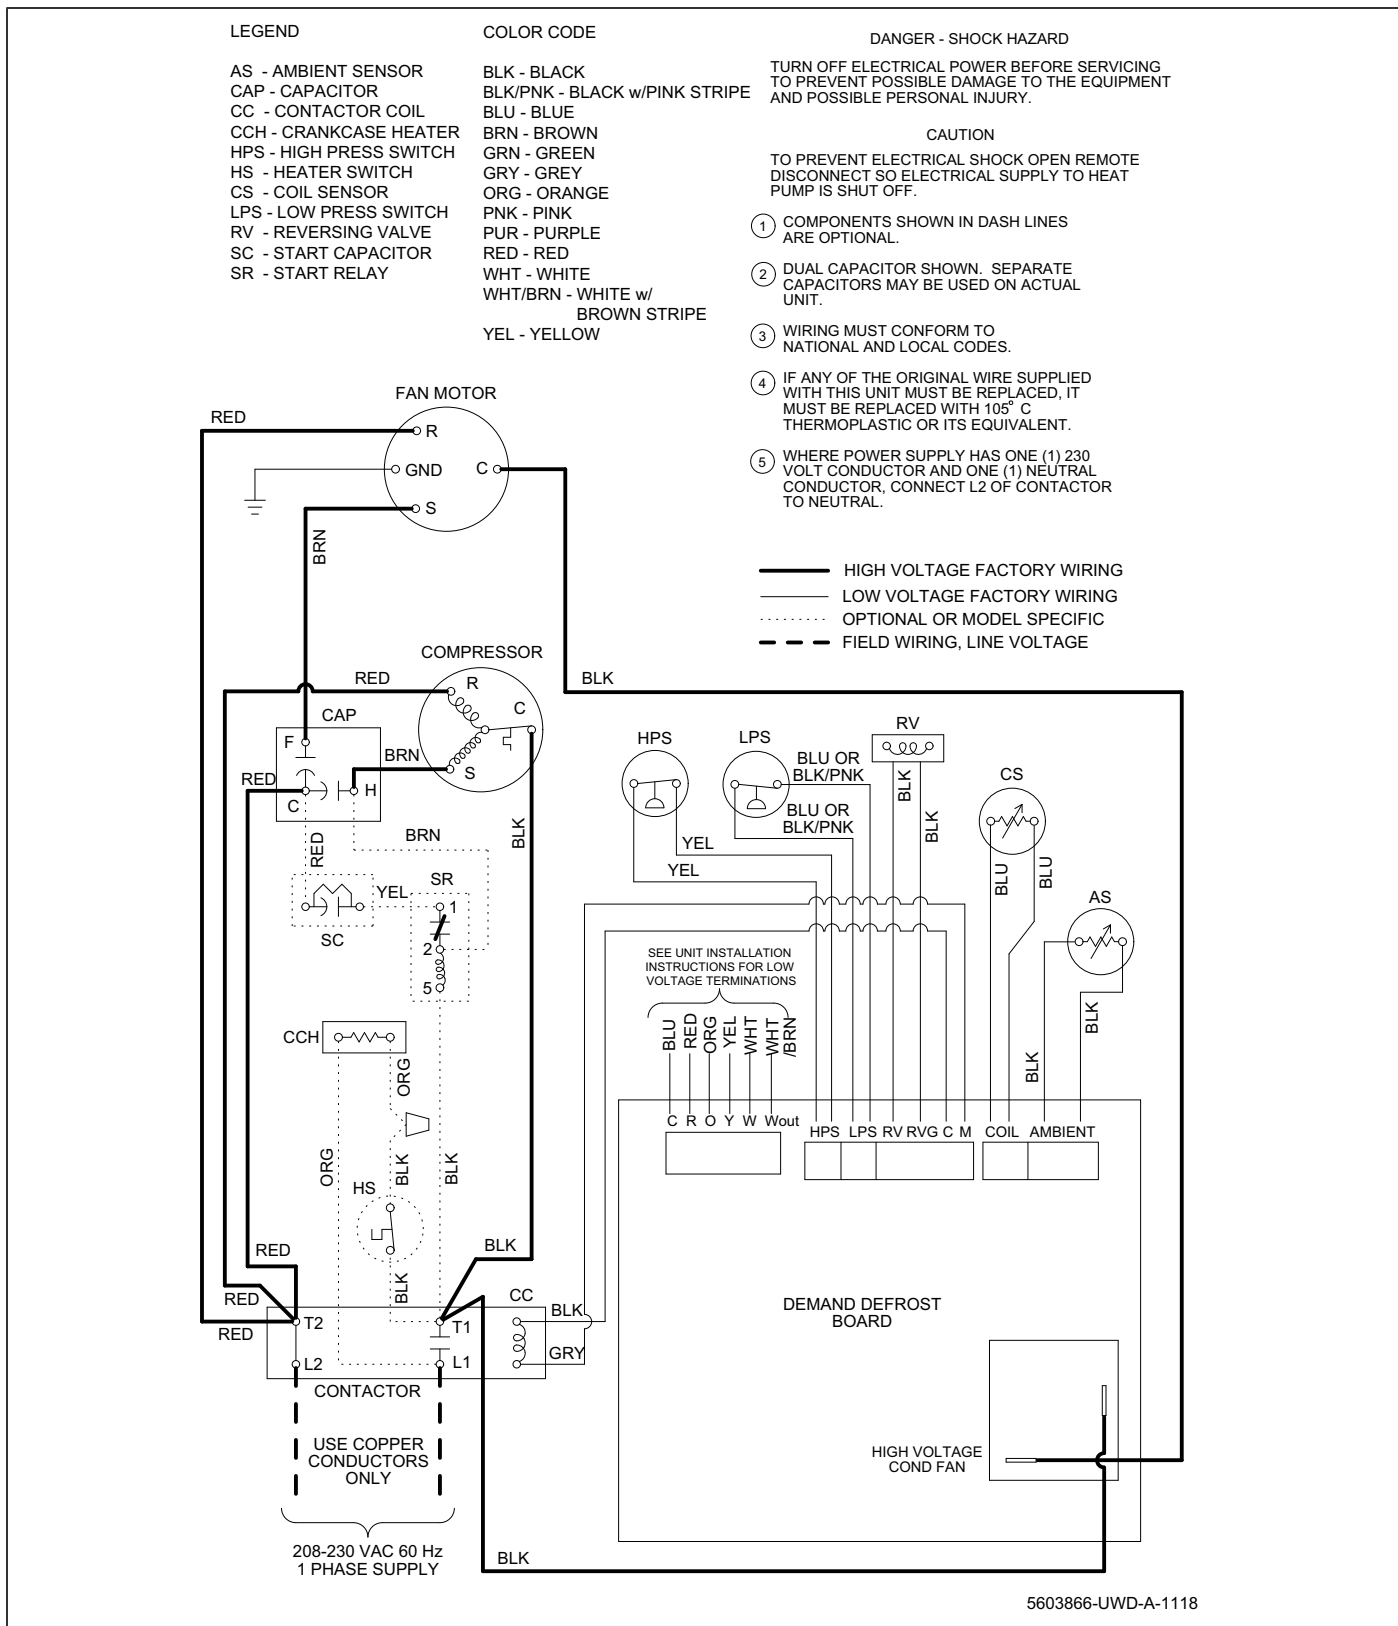 LEGEND
AS - AMBIENT SENSOR
CAP - CAPACITOR
CC - CONTACTOR COIL
CCH - CRANKCASE HEATER
HPS - HIGH PRESS SWITCH
HS - HEATER SWITCH
CS - COIL SENSOR
LPS - LOW PRESS SWITCH
RV - REVERSING VALVE
SC - START CAPACITOR
SR - START RELAY
COLOR CODE
BLK - BLACK
BLK/PNK - BLACK w/PINK STRIPE
BLU - BLUE
BRN - BROWN
GRN - GREEN
GRY - GREY
ORG - ORANGE
PNK - PINK
PUR - PURPLE
RED - RED
WHT - WHITE
WHT/BRN - WHITE w/
BROWN STRIPE
YEL - YELLOW
DANGER - SHOCK HAZARD
TURN OFF ELECTRICAL POWER BEFORE SERVICING
TO PREVENT POSSIBLE DAMAGE TO THE EQUIPMENT
AND POSSIBLE PERSONAL INJURY.
CAUTION
TO PREVENT ELECTRICAL SHOCK OPEN REMOTE
DISCONNECT SO ELECTRICAL SUPPLY TO HEAT
PUMP IS SHUT OFF.
1 COMPONENTS SHOWN IN DASH LINES
ARE OPTIONAL.
2 DUAL CAPACITOR SHOWN. SEPARATE
CAPACITORS MAY BE USED ON ACTUAL
UNIT.
3 WIRING MUST CONFORM TO
NATIONAL AND LOCAL CODES.
4 IF ANY OF THE ORIGINAL WIRE SUPPLIED
WITH THIS UNIT MUST BE REPLACED, IT
MUST BE REPLACED WITH 105° C
THERMOPLASTIC OR ITS EQUIVALENT.
5 WHERE POWER SUPPLY HAS ONE (1) 230
VOLT CONDUCTOR AND ONE (1) NEUTRAL
CONDUCTOR, CONNECT L2 OF CONTACTOR
TO NEUTRAL.
HIGH VOLTAGE FACTORY WIRING
LOW VOLTAGE FACTORY WIRING
OPTIONAL OR MODEL SPECIFIC
FIELD WIRING, LINE VOLTAGE
FAN MOTOR
RED
R
GND
C
S
BRN
COMPRESSOR
RED
R
C
S
BLK
CAP
F
BRN
RED
C
H
BLK
RED
BRN
YEL
SC
SR
1
2
5
CCH
ORG
ORG
BLK
BLK
HS
BLK
RED
BLK
RED
RED
T2
T1
L2
L1
CC
BLK
GRY
CONTACTOR
USE COPPER
CONDUCTORS
ONLY
208-230 VAC 60 Hz
1 PHASE SUPPLY
BLK
HPS
LPS
BLU OR
BLK/PNK
BLU OR
BLK/PNK
YEL
YEL
RV
BLK
BLK
CS
BLU
BLU
AS
BLK
BLK
SEE UNIT INSTALLATION
INSTRUCTIONS FOR LOW
VOLTAGE TERMINATIONS
BLU
RED
ORG
YEL
WHT
WHT
/BRN
C R O Y W Wout
HPS LPS RV RVG C M COIL AMBIENT
DEMAND DEFROST
BOARD
HIGH VOLTAGE
COND FAN
5603866-UWD-A-1118